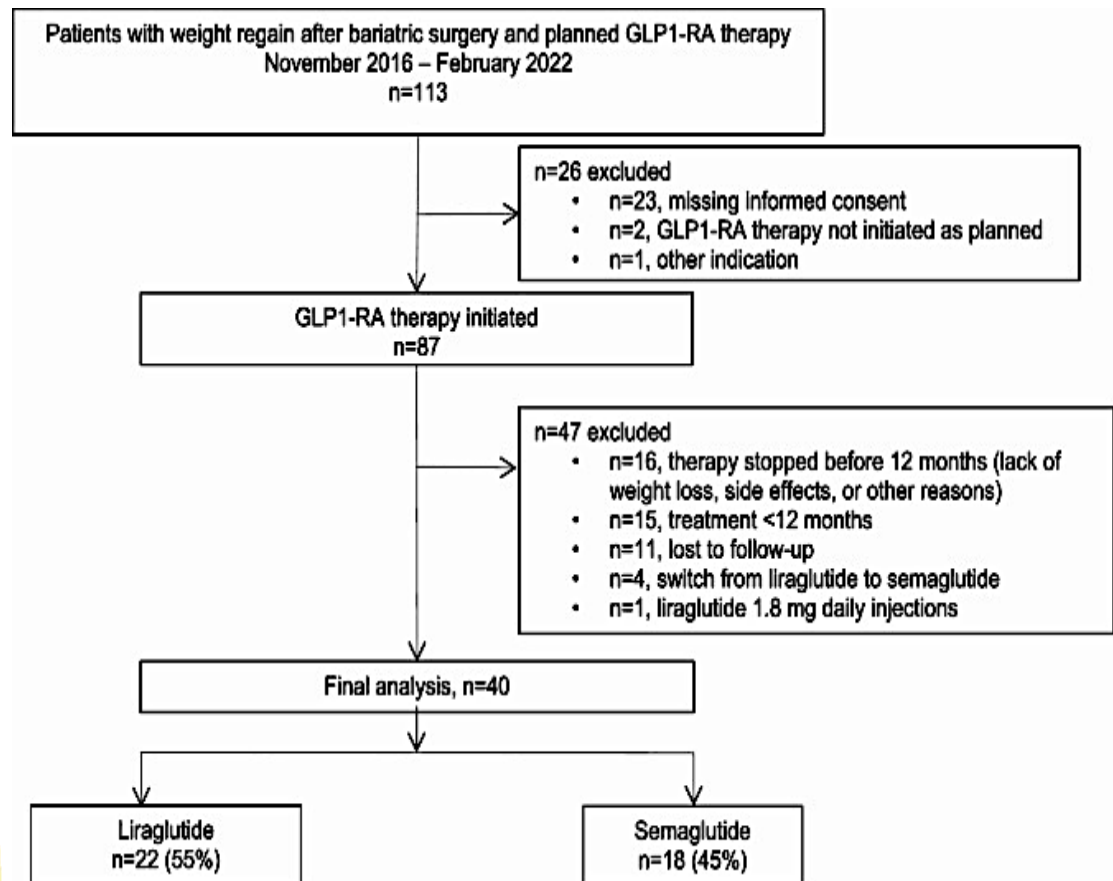 Patients with weight regain after bariatric surgery and planned GLP1-RA therapy
November 2016 – February 2022
n=113
n=26 excluded
• n=23, missing informed consent
• n=2, GLP1-RA therapy not initiated as planned
• n=1, other indication
GLP1-RA therapy initiated
n=87
n=47 excluded
• n=16, therapy stopped before 12 months (lack of
weight loss, side effects, or other reasons)
• n=15, treatment <12 months
• n=11, lost to follow-up
• n=4, switch from liraglutide to semaglutide
• n=1, liraglutide 1.8 mg daily injections
Final analysis, n=40
Liraglutide
n=22 (55%)
Semaglutide
n=18 (45%)